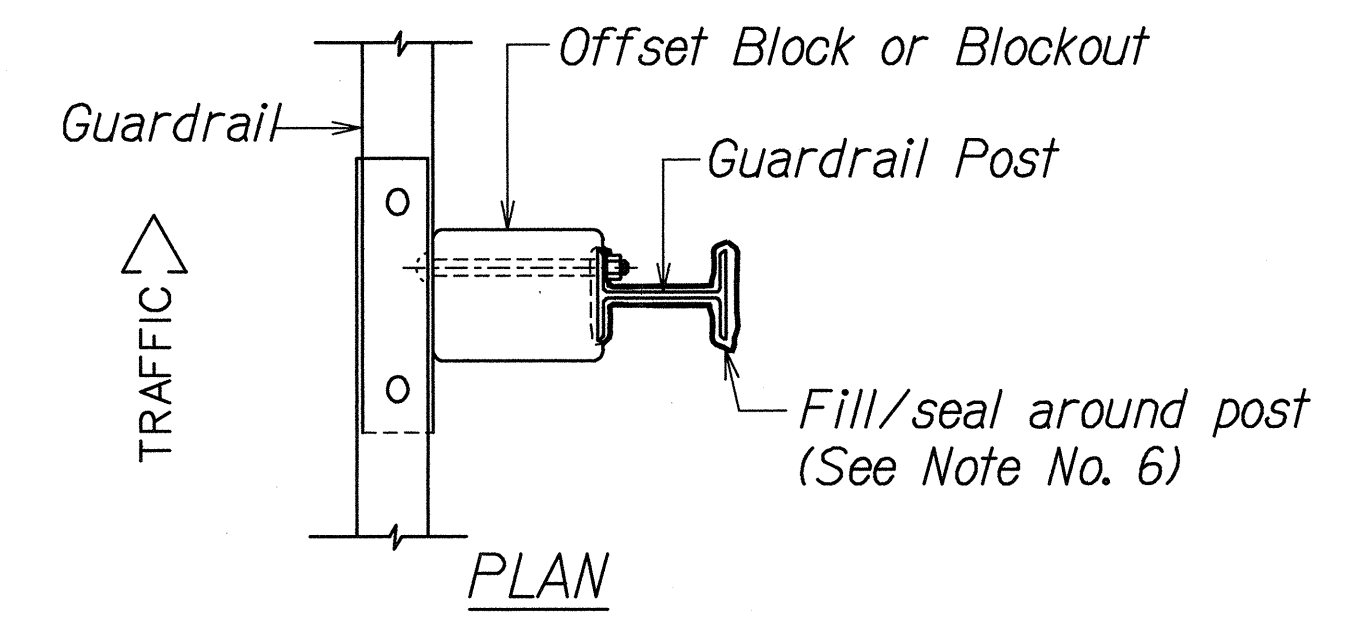 Offset Block or Blockout
Guardrail
Guardrail Post
TRAFFIC
Fill/seal around post
(See Note No. 6)
PLAN